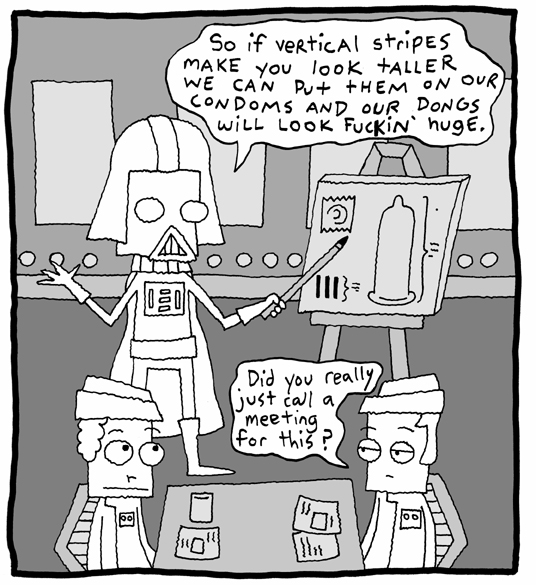 So if vertical stripes
make you look taller
we can put them on our
condoms and our dongs
will look fuckin' huge.
Did you really
just call a
meeting
for this?